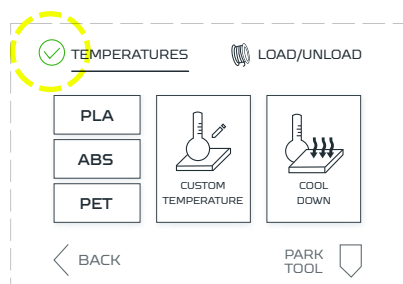 TEMPERATURES
LOAD/UNLOAD
PLA
ABS
PET
CUSTOM
TEMPERATURE
COOL
DOWN
BACK
PARK
TOOL